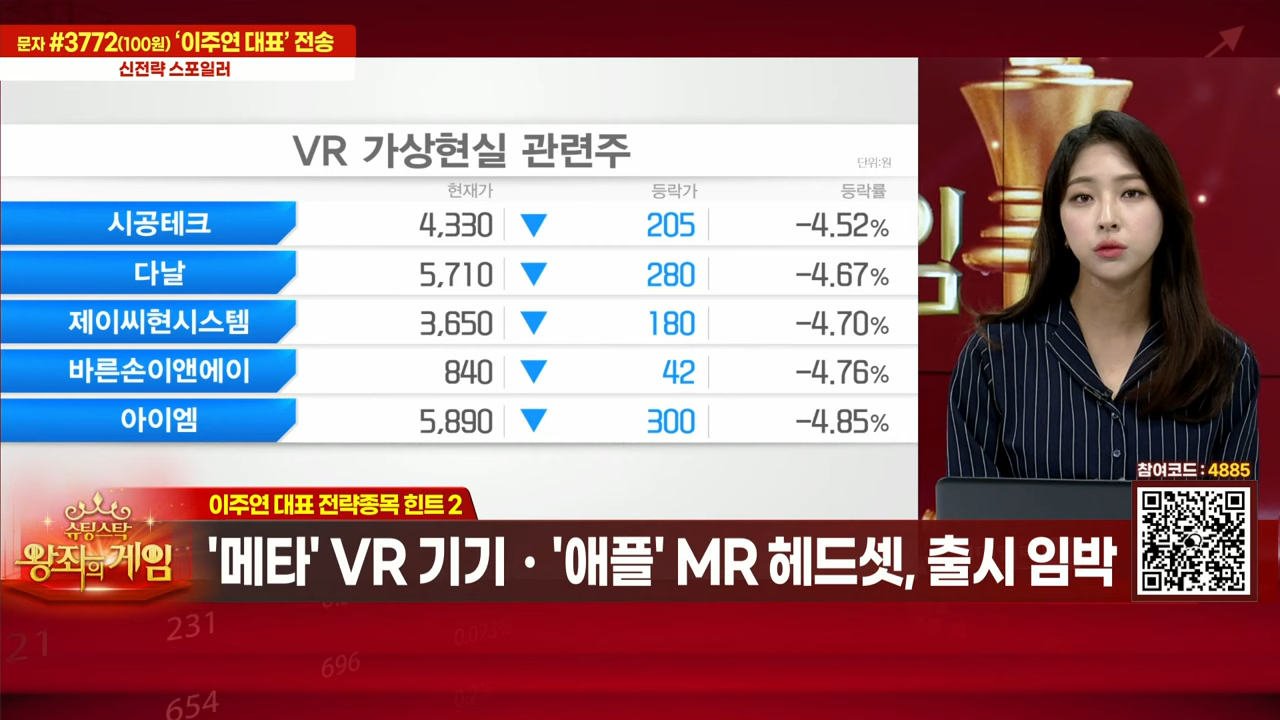 문자 #3772(100원) '이주연 대표' 전송
신전략 스포일러
VR 가상현실 관련주
단위:원
현재가 등락가 등락률
시공테크 4,330 ▼ 205 -4.52%
다날 5,710 ▼ 280 -4.67%
제이씨현시스템 3,650 ▼ 180 -4.70%
바른손이앤에이 840 ▼ 42 -4.76%
아이엠 5,890 ▼ 300 -4.85%
참여코드 : 4885
이주연 대표 전략종목 힌트 2
슈팅스탁
왕좌의 게임
'메타' VR 기기 · '애플' MR 헤드셋, 출시 임박
21
231
696
654